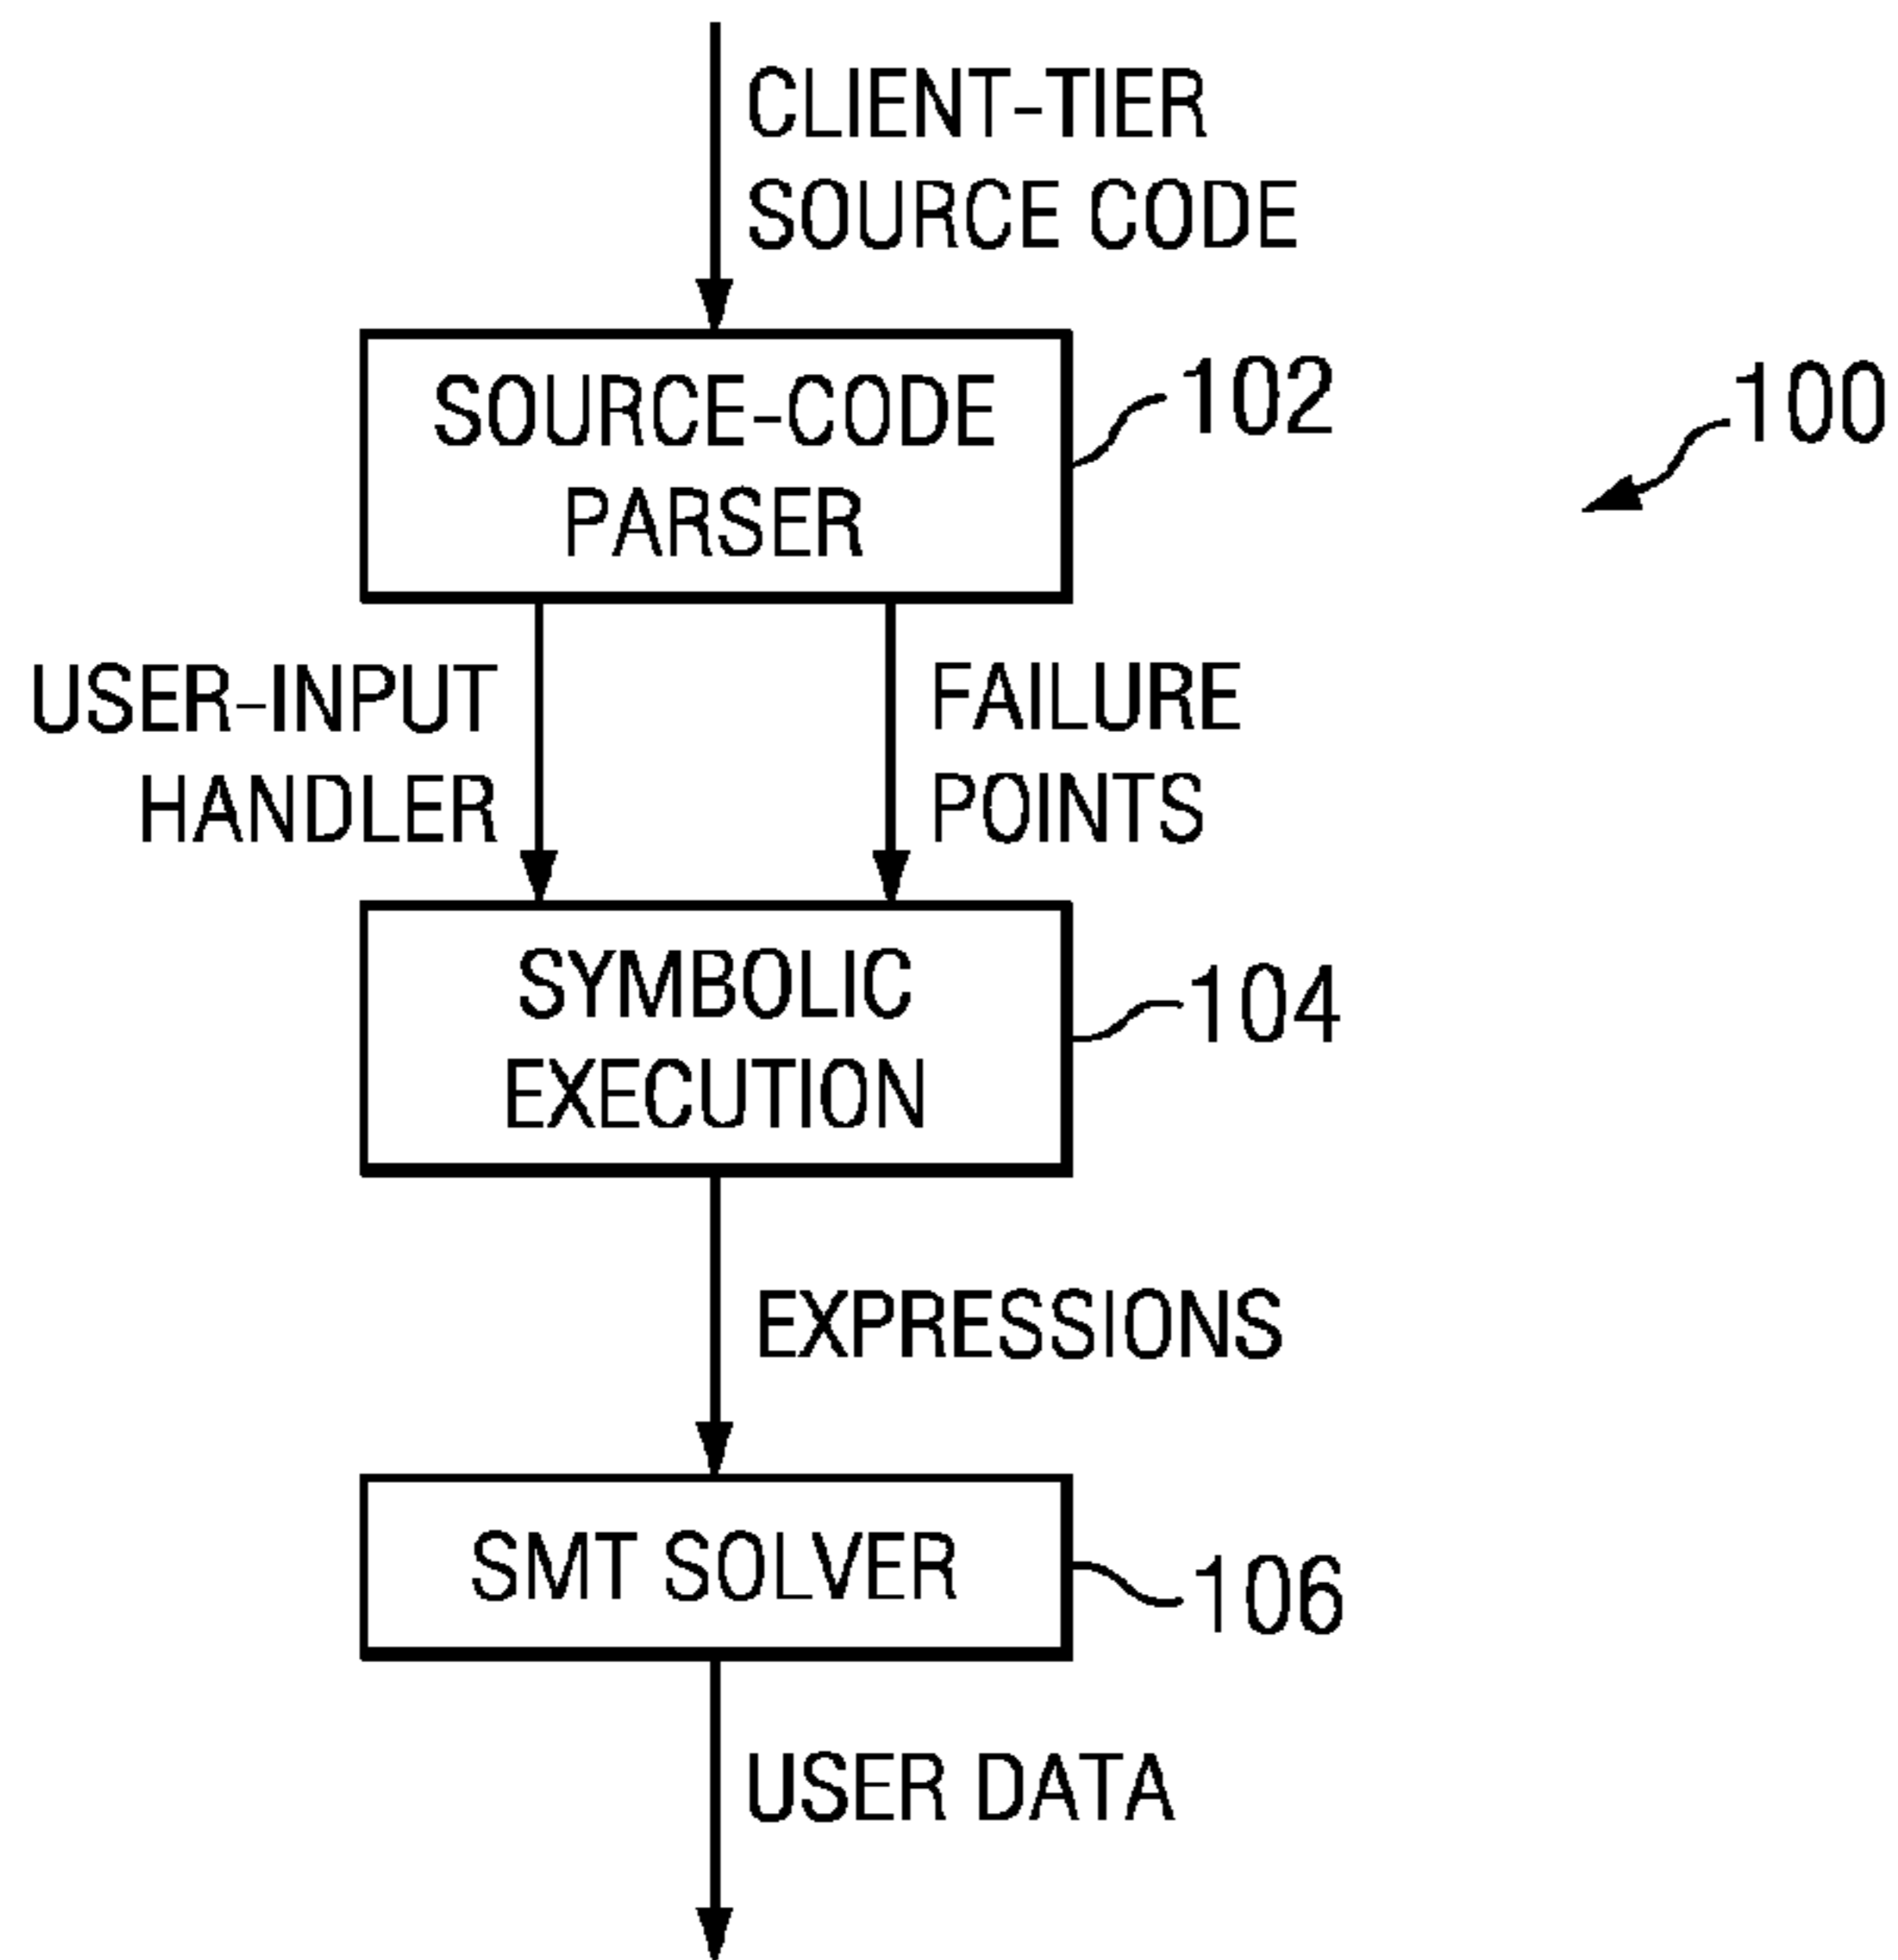 CLIENT-TIER
SOURCE CODE
SOURCE-CODE
PARSER
102
100
USER-INPUT
HANDLER
FAILURE
POINTS
SYMBOLIC
EXECUTION
104
EXPRESSIONS
SMT SOLVER
106
USER DATA